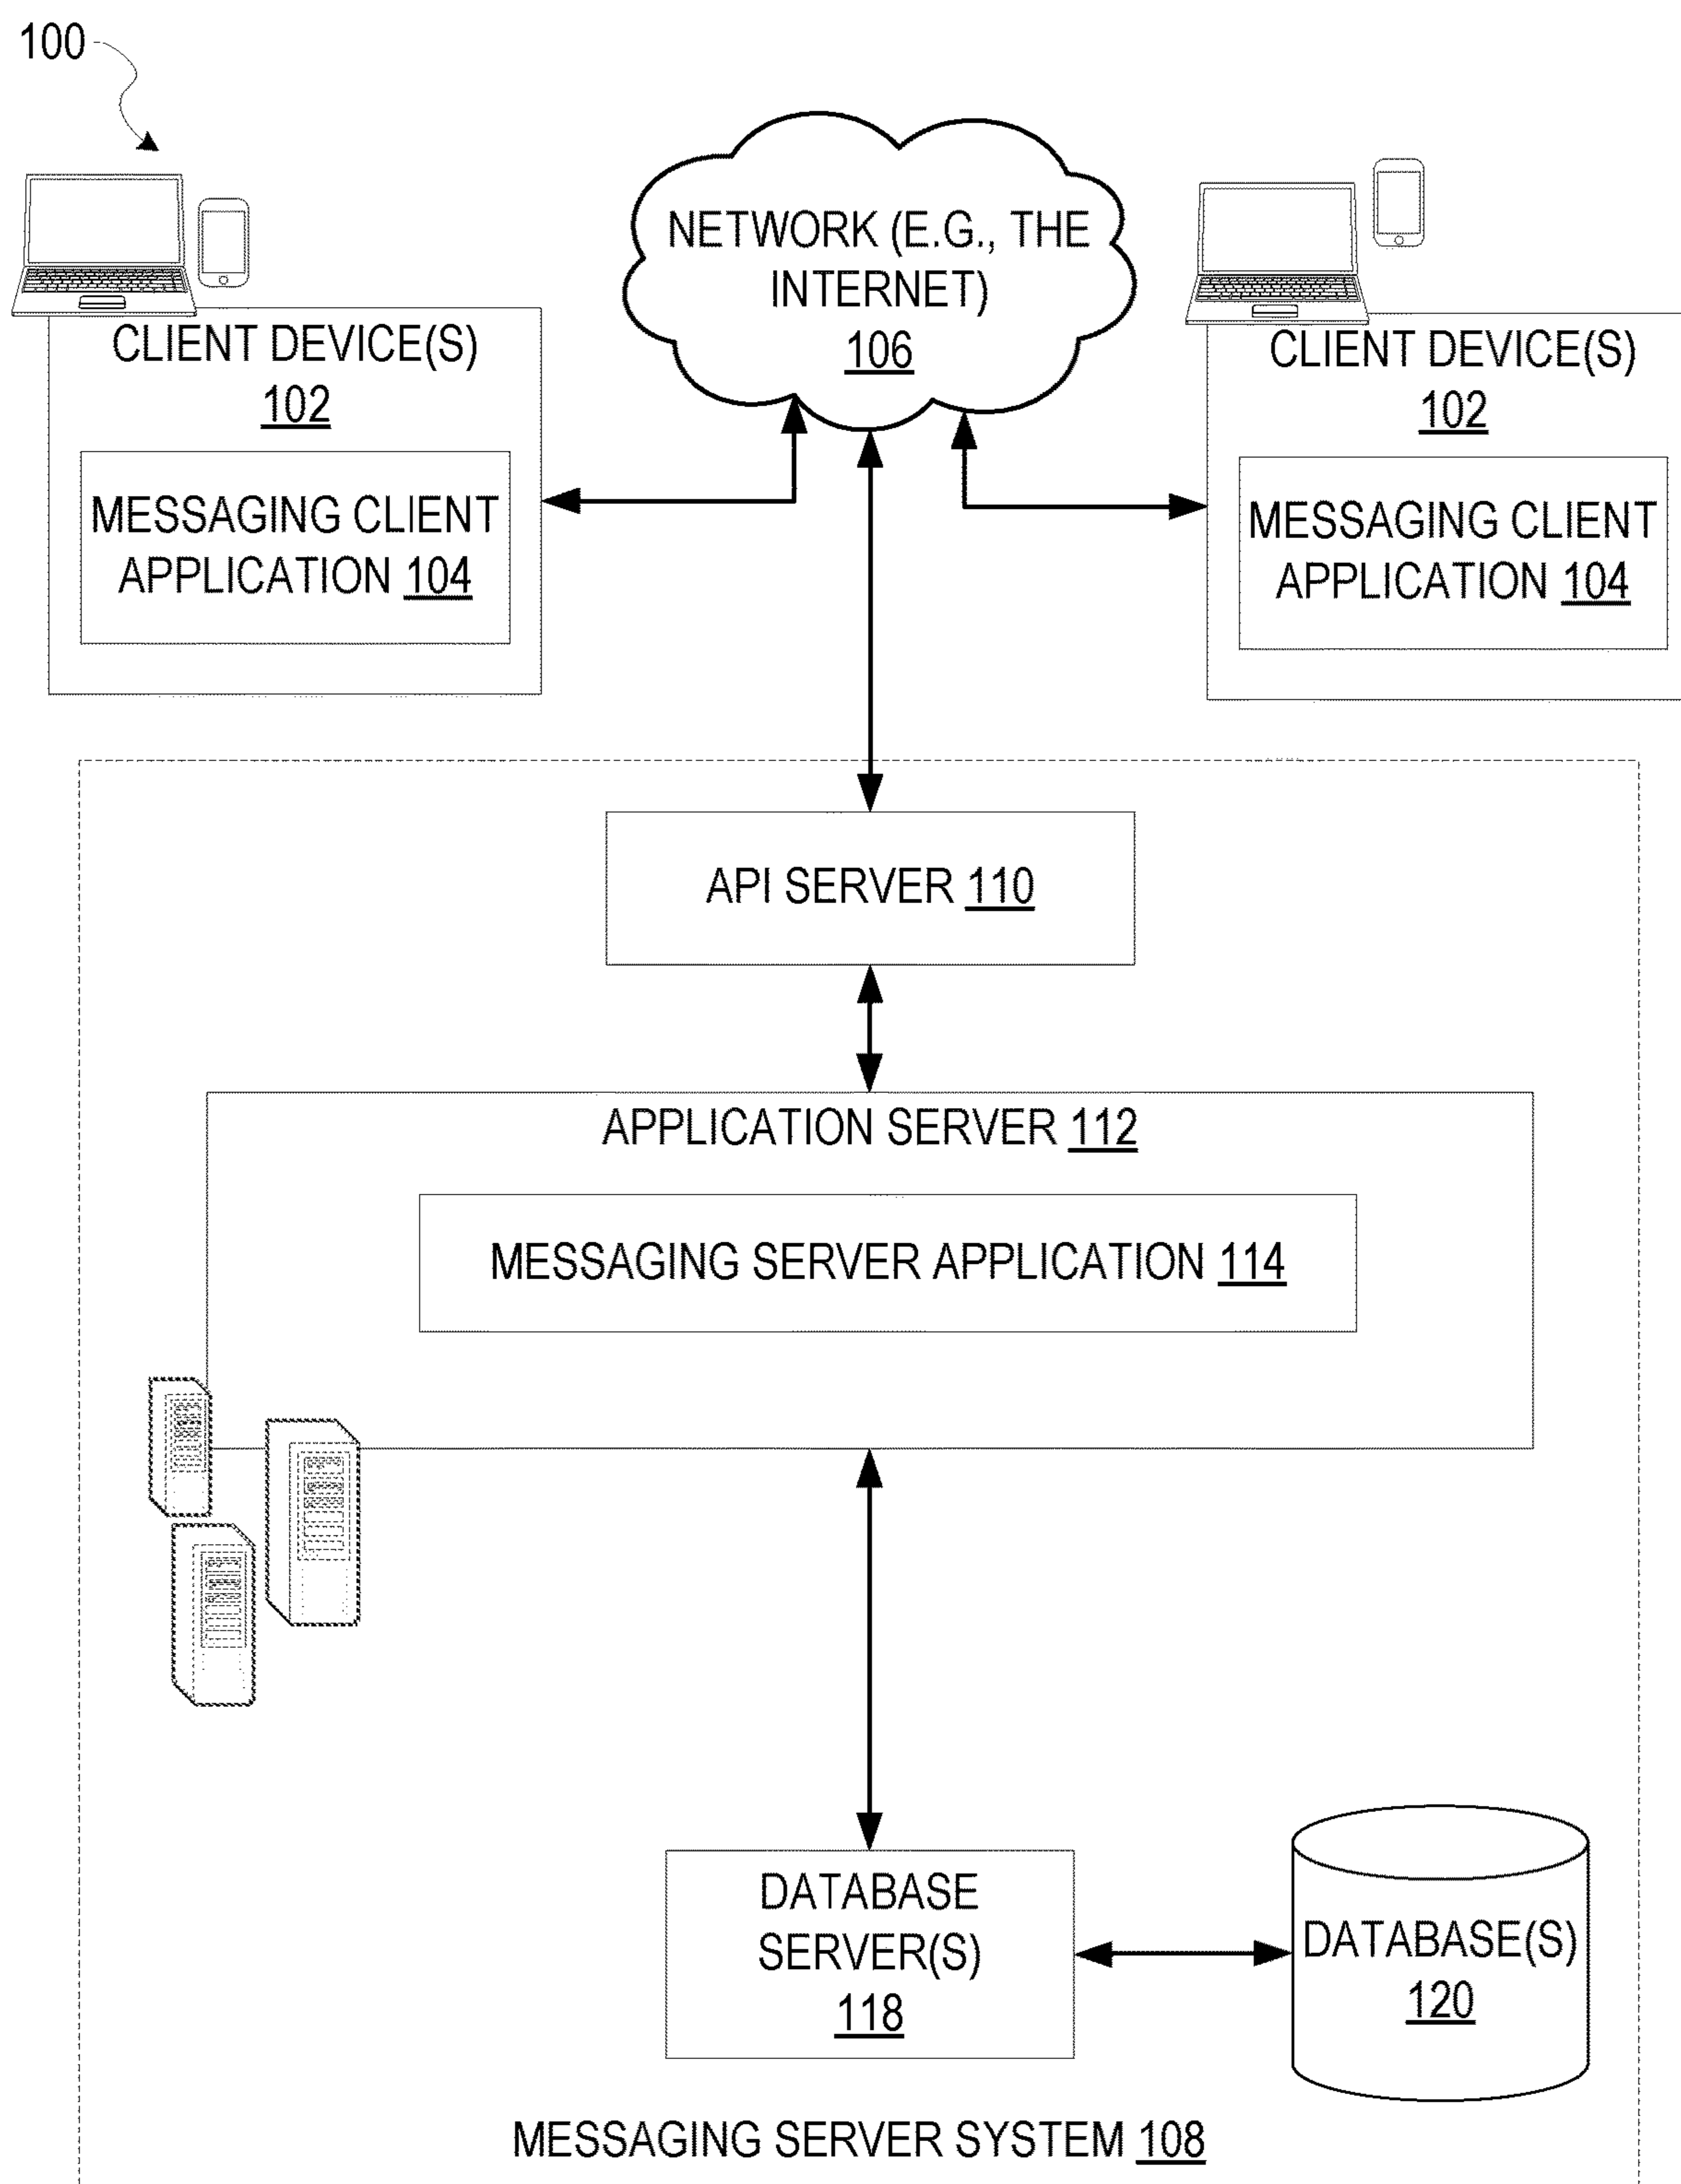 100
NETWORK (E.G., THE
INTERNET)
106
CLIENT DEVICE(S)
102
MESSAGING CLIENT
APPLICATION 104
CLIENT DEVICE(S)
102
MESSAGING CLIENT
APPLICATION 104
API SERVER 110
APPLICATION SERVER 112
MESSAGING SERVER APPLICATION 114
DATABASE
SERVER(S)
118
DATABASE(S)
120
MESSAGING SERVER SYSTEM 108